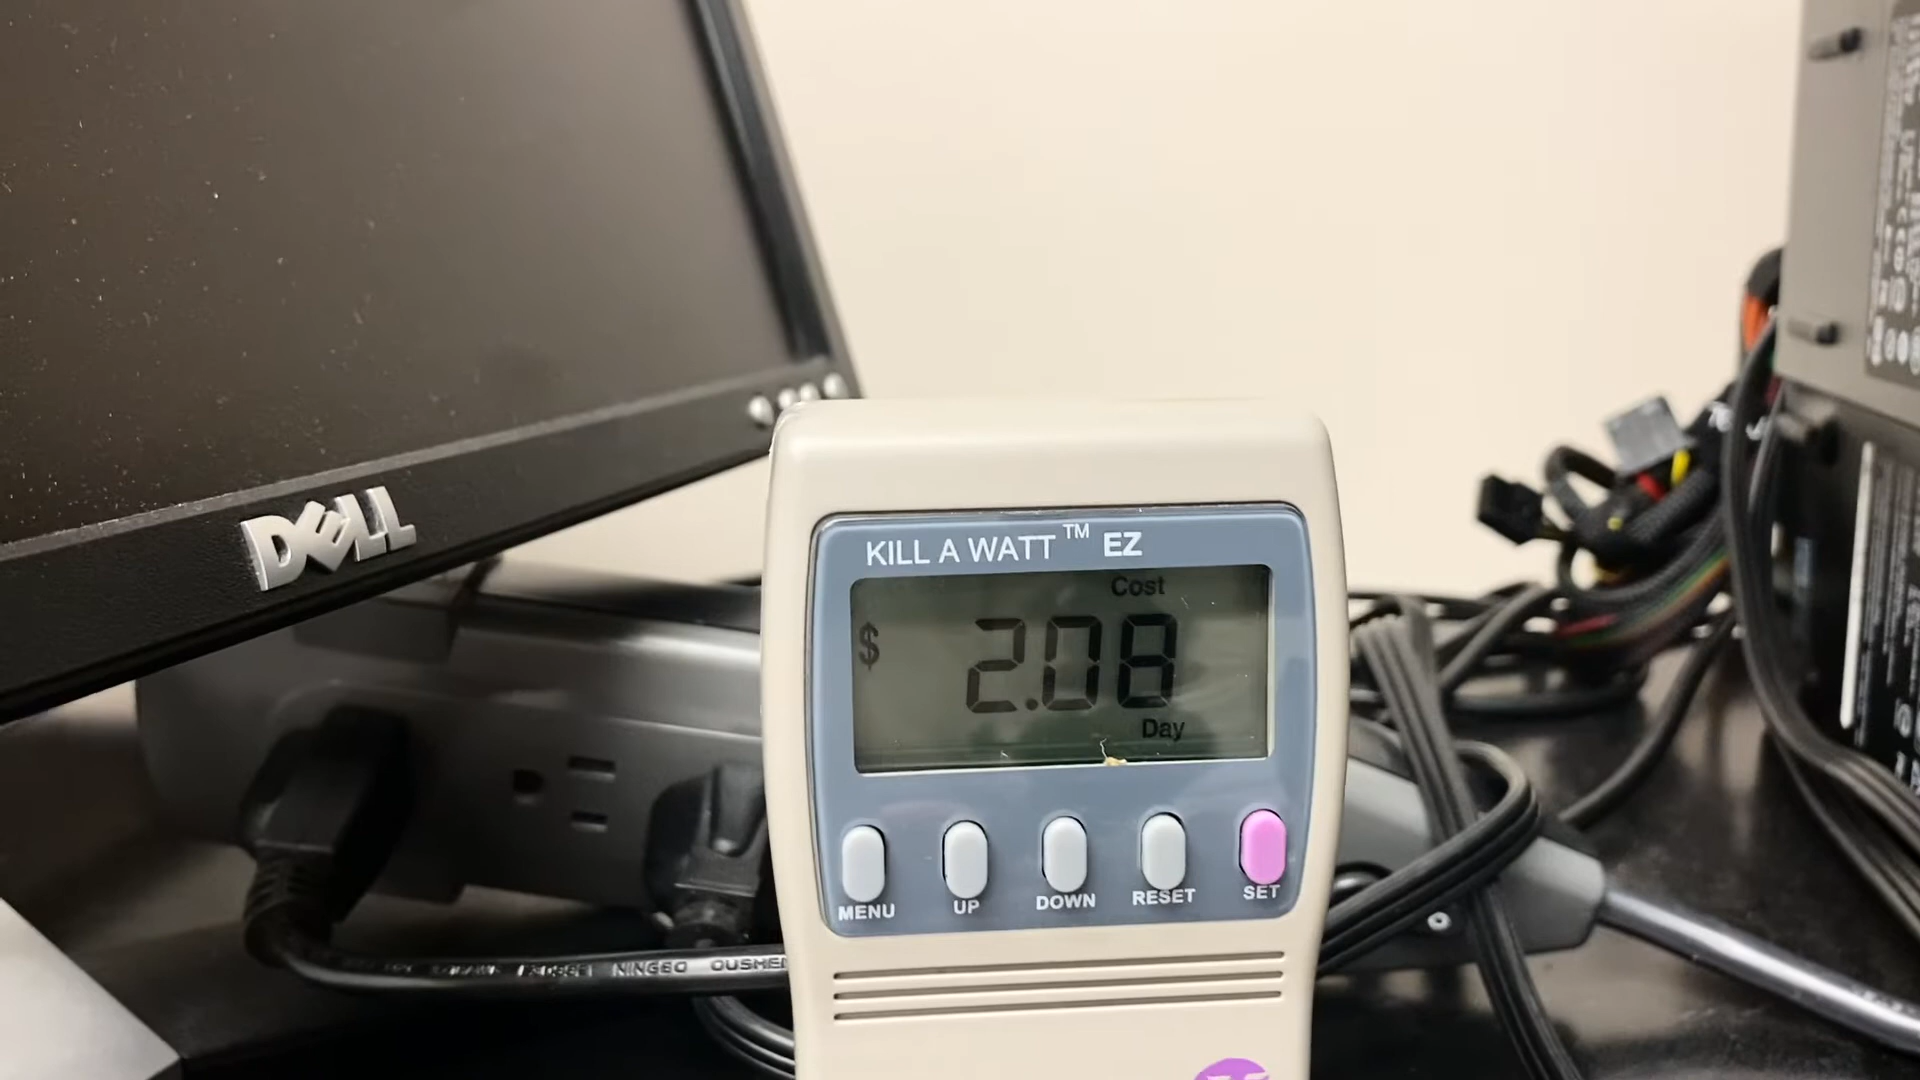 DELL
KILL A WATT™ EZ
Cost
$ 2.08
Day
MENU UP DOWN RESET SET
NINGBO OUSHEN